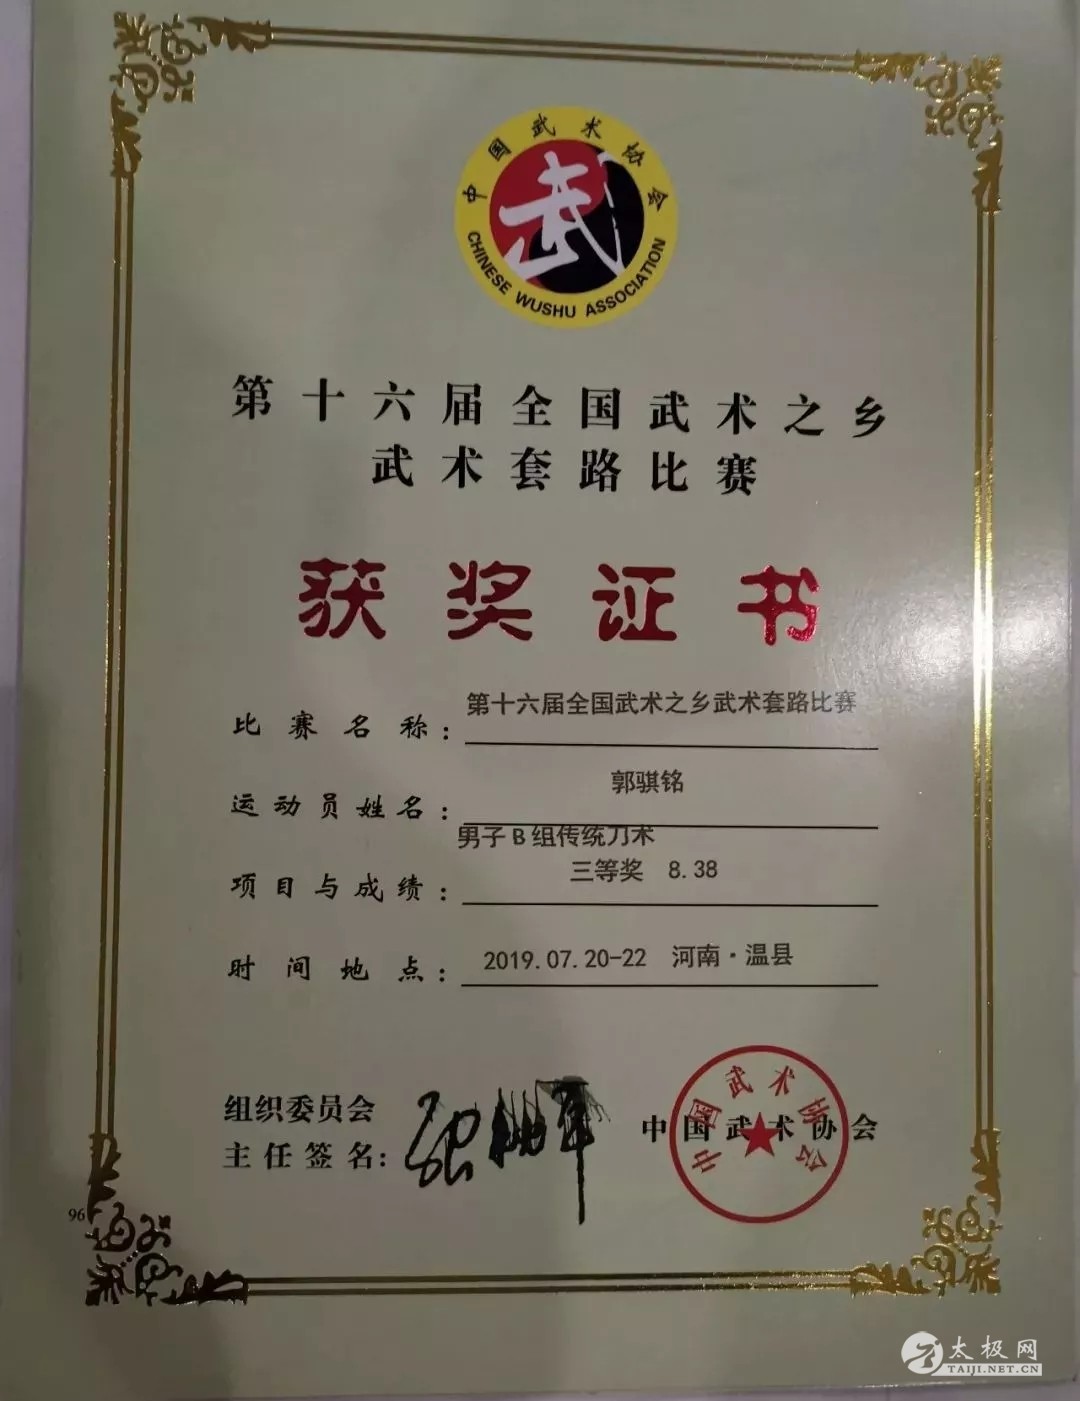 中国武术协会
武
CHINESE WUSHU ASSOCIATION
第十六届全国武术之乡
武术套路比赛
获奖证书
比赛名称：第十六届全国武术之乡武术套路比赛
运动员姓名：郭骐铭
男子B组传统刀术
项目与成绩：三等奖 8.38
时间地点：2019.07.20-22 河南·温县
组织委员会
主任签名：
中国武术协会
中国武术协会
96
太极网
TAIJI.NET.CN